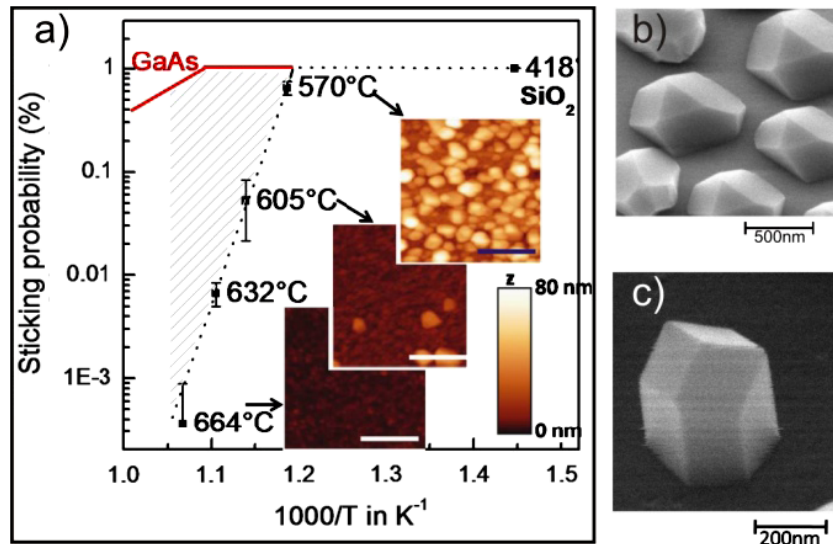 a)
GaAs
418°
SiO₂
570°C
605°C
632°C
664°C
z
80 nm
0 nm
1
0.1
0.01
1E-3
Sticking probability (%)
1.0 1.1 1.2 1.3 1.4 1.5
1000/T in K⁻¹
b)
500nm
c)
200nm